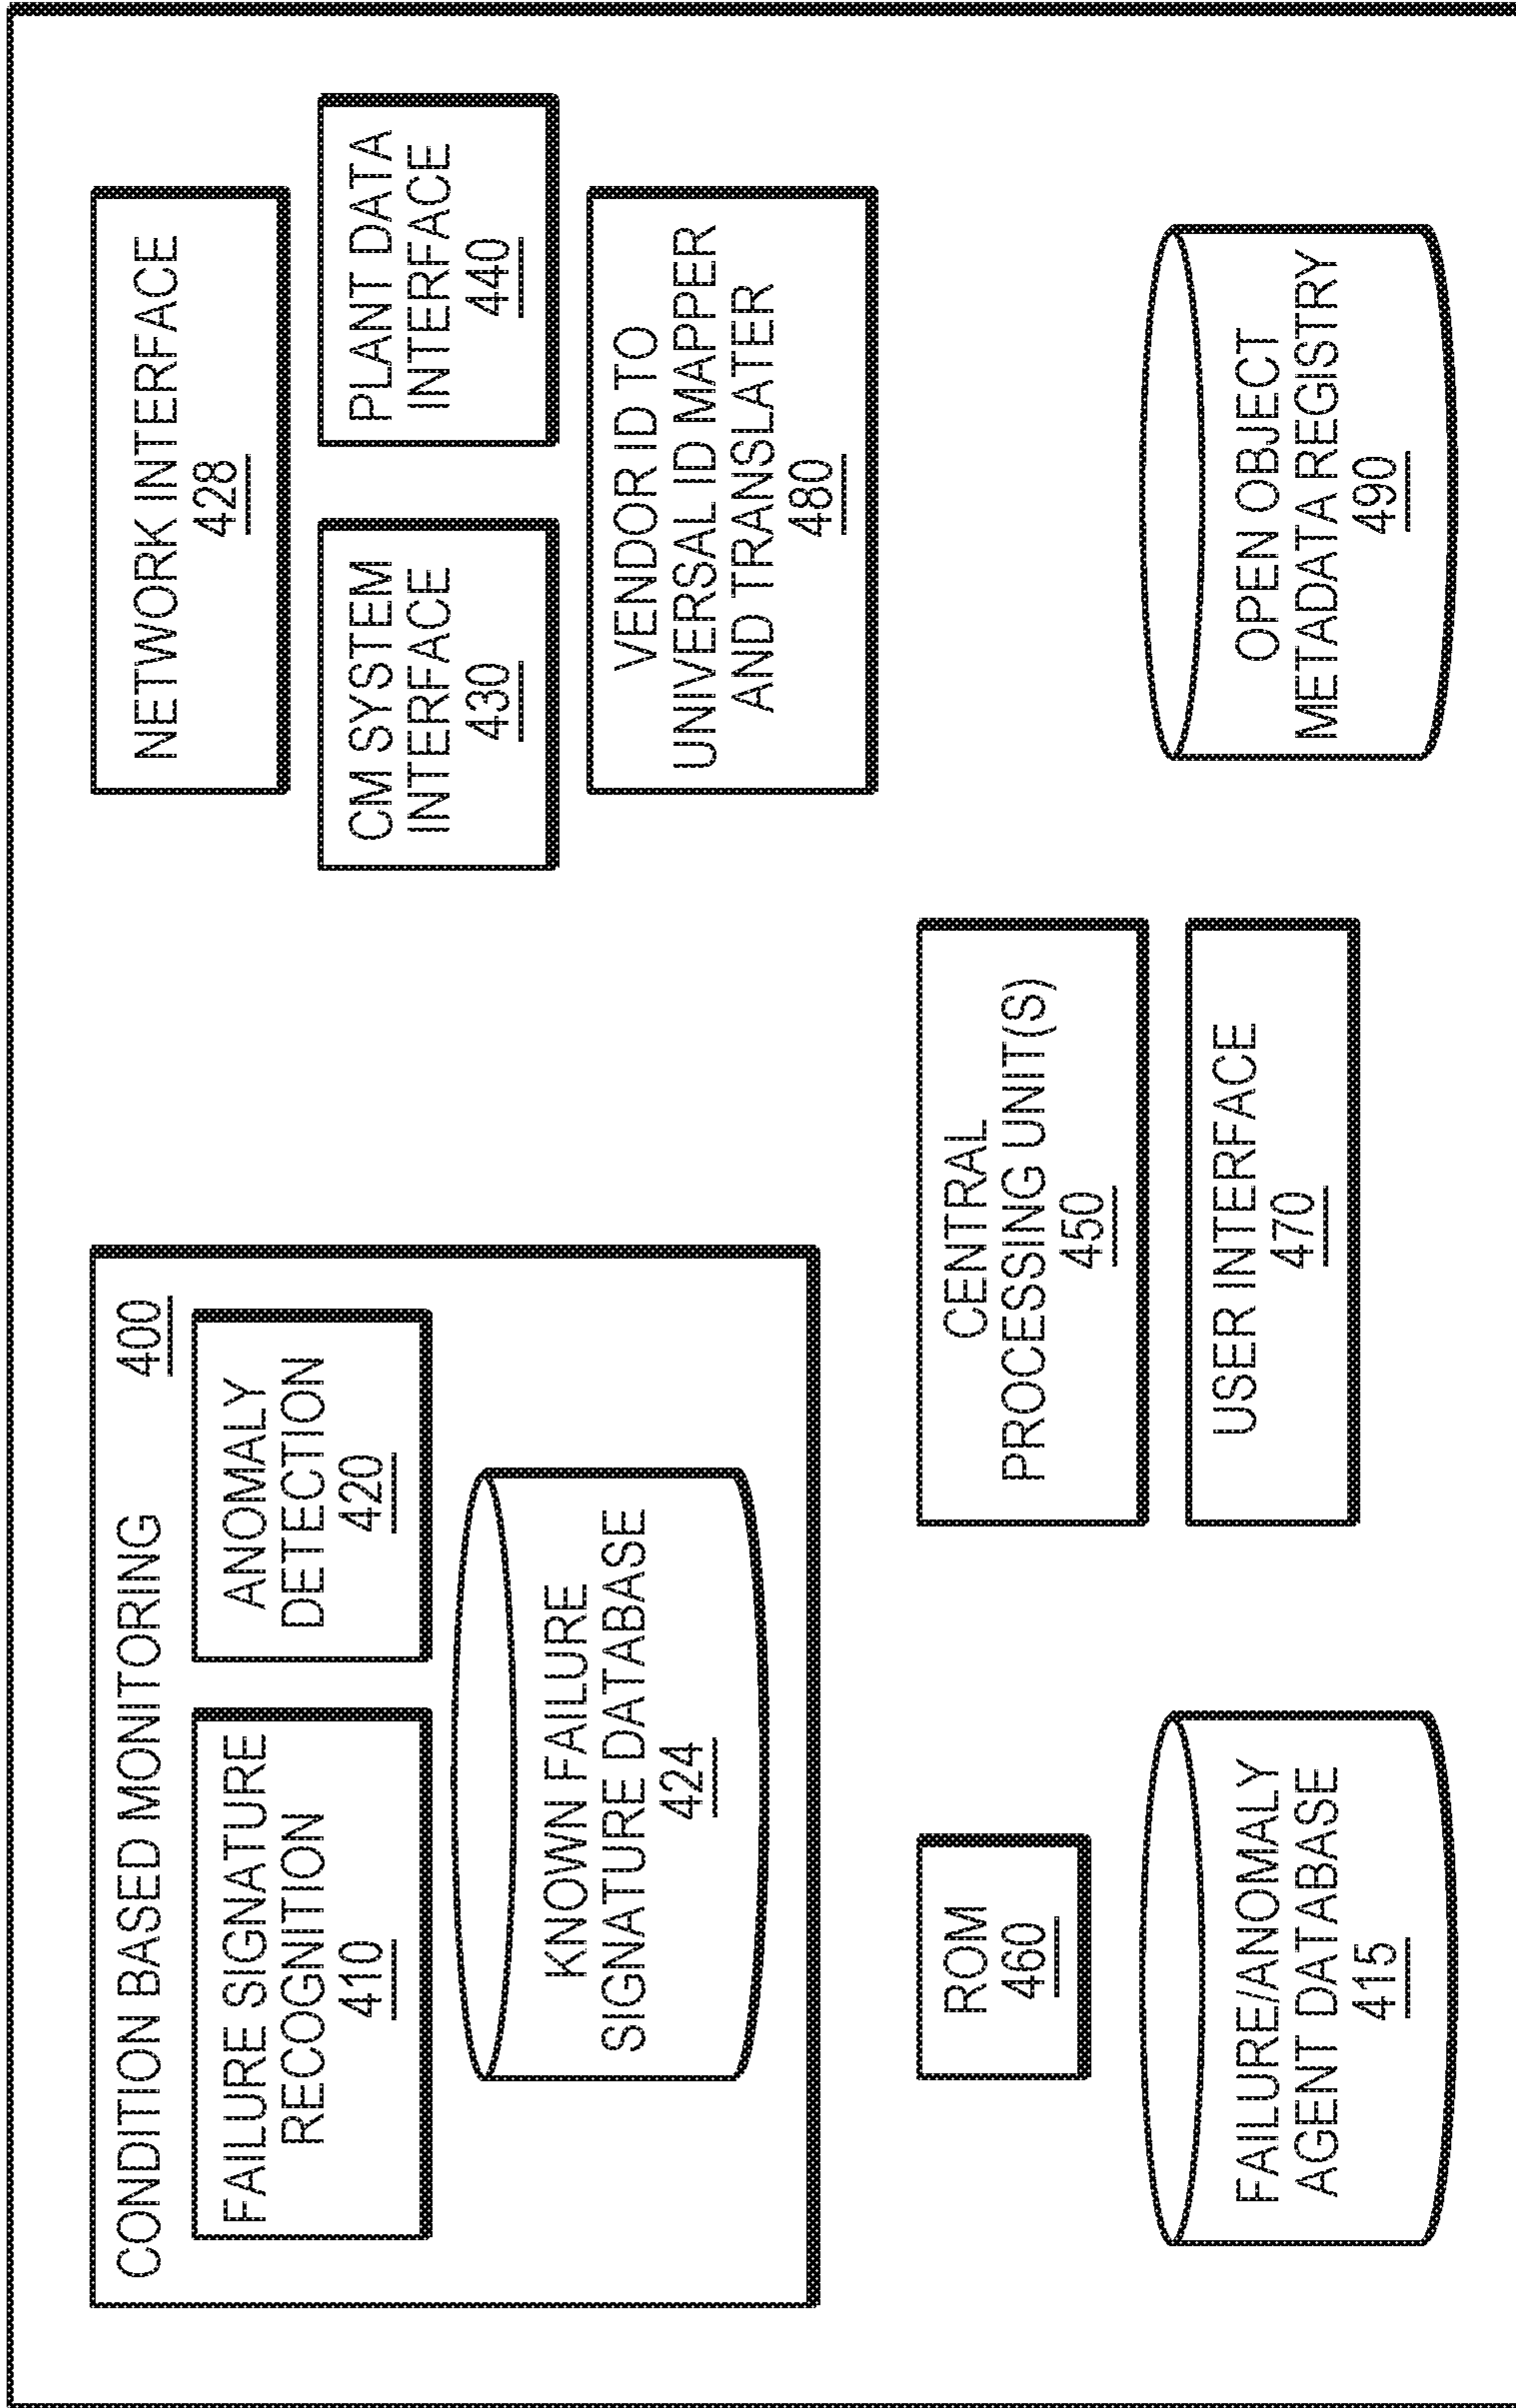 CONDITION BASED MONITORING 400
FAILURE SIGNATURE
RECOGNITION
410
ANOMALY
DETECTION
420
KNOWN FAILURE
SIGNATURE DATABASE
424
NETWORK INTERFACE
428
CM SYSTEM
INTERFACE
430
PLANT DATA
INTERFACE
440
VENDOR ID TO
UNIVERSAL ID MAPPER
AND TRANSLATER
480
ROM
460
CENTRAL
PROCESSING UNIT(S)
450
USER INTERFACE
470
FAILURE/ANOMALY
AGENT DATABASE
415
OPEN OBJECT
METADATA REGISTRY
490